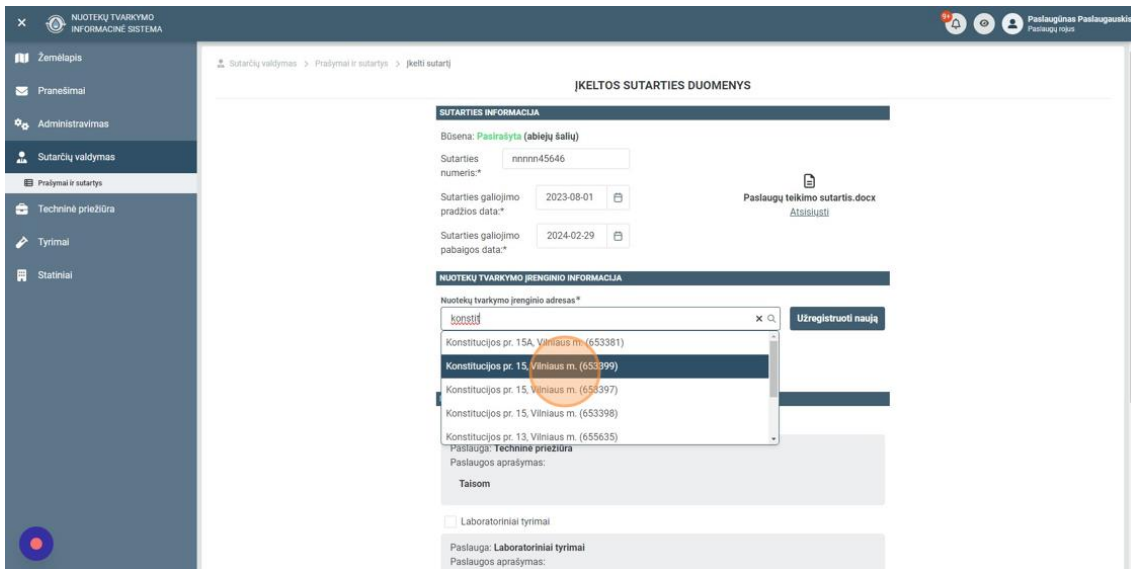 NUOTEKŲ TVARKYMO
INFORMACINĖ SISTEMA
9+
Paslaugūnas Paslaugauskis
Paslaugų rojus
Žemėlapis
Pranešimai
Administravimas
Sutarčių valdymas
Prašymai ir sutartys
Techninė priežiūra
Tyrimai
Statiniai
Sutarčių valdymas > Prašymai ir sutartys > Įkelti sutartį
ĮKELTOS SUTARTIES DUOMENYS
SUTARTIES INFORMACIJA
Būsena: Pasirašyta (abiejų šalių)
Sutarties
numeris:*
nnnnn45646
Sutarties galiojimo
pradžios data:*
2023-08-01
Sutarties galiojimo
pabaigos data:*
2024-02-29
Paslaugų teikimo sutartis.docx
Atsisiųsti
NUOTEKŲ TVARKYMO ĮRENGINIO INFORMACIJA
Nuotekų tvarkymo įrenginio adresas*
konstit
Užregistruoti naują
Konstitucijos pr. 15A, Vilniaus m. (653381)
Konstitucijos pr. 15, Vilniaus m. (653399)
Konstitucijos pr. 15, Vilniaus m. (653397)
Konstitucijos pr. 15, Vilniaus m. (653398)
Konstitucijos pr. 13, Vilniaus m. (655635)
Paslauga: Techninė priežiūra
Paslaugos aprašymas:
Taisom
Laboratoriniai tyrimai
Paslauga: Laboratoriniai tyrimai
Paslaugos aprašymas: